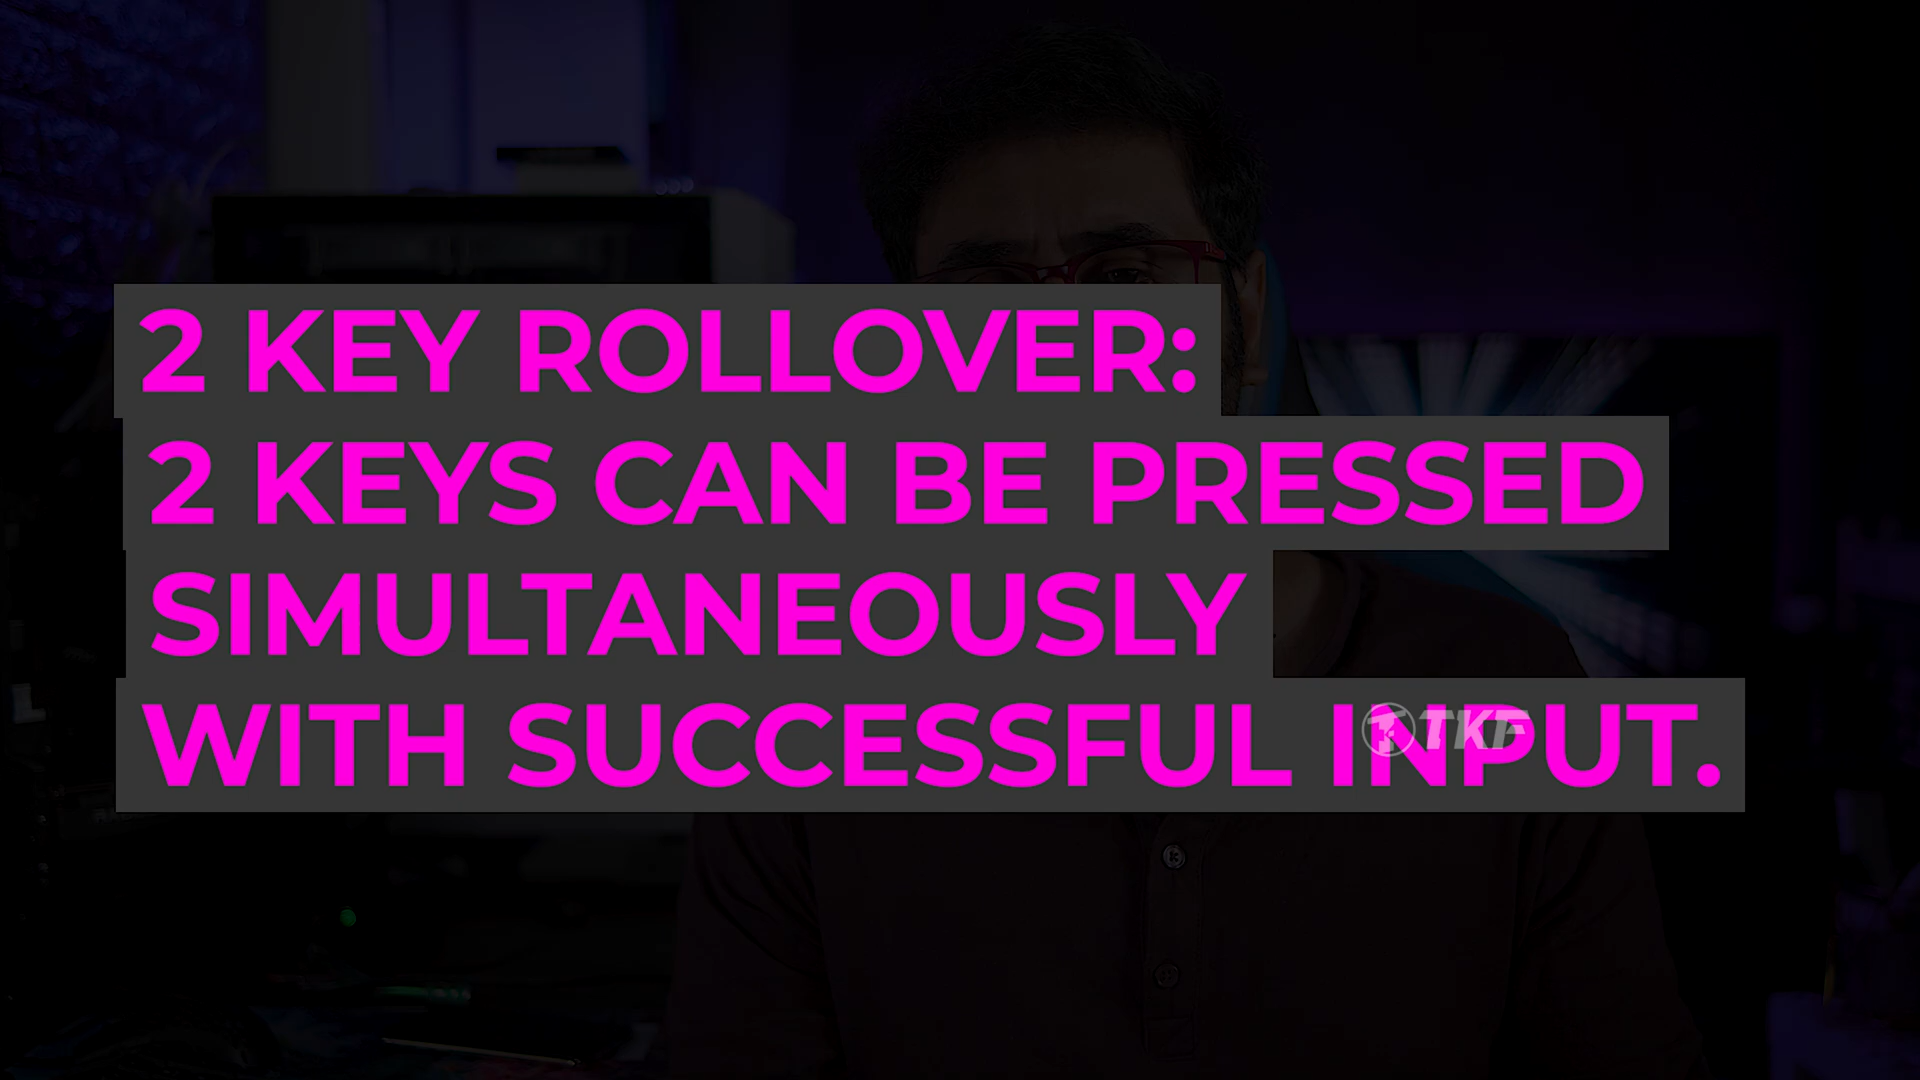 2 KEY ROLLOVER:
2 KEYS CAN BE PRESSED
SIMULTANEOUSLY
WITH SUCCESSFUL INPUT.
TKF